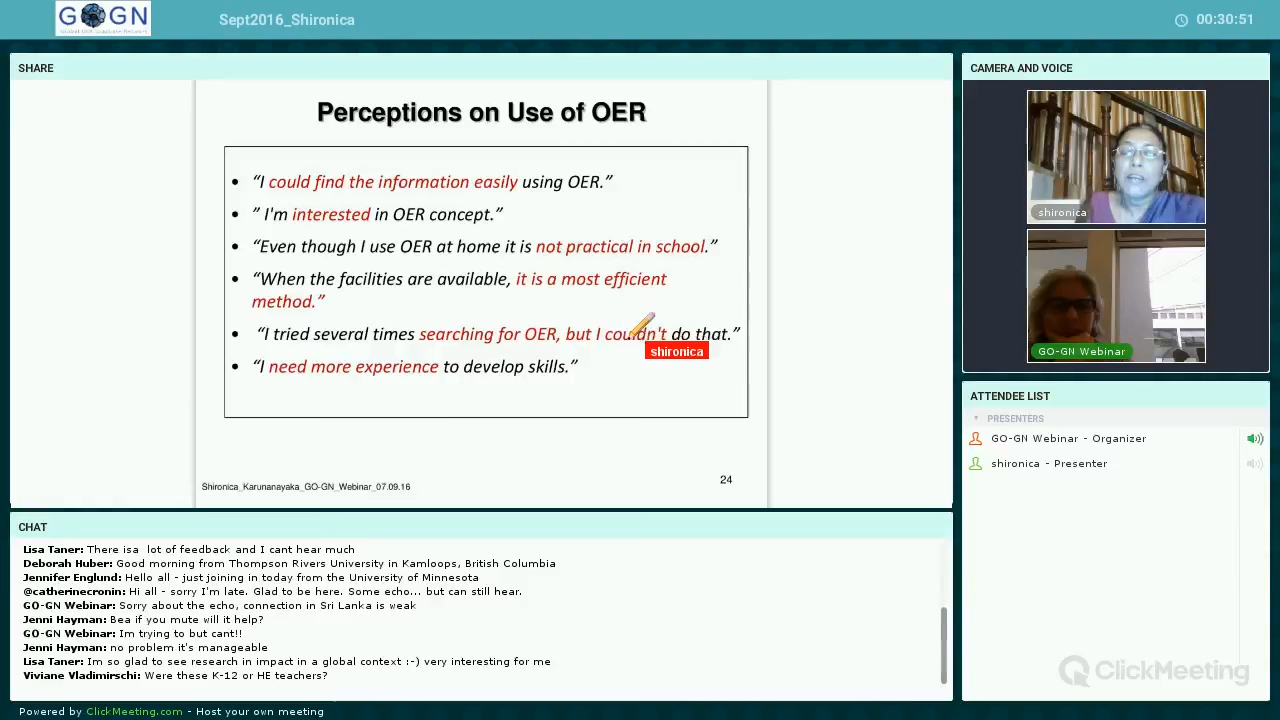 GO GN
Sept2016_Shironica
00:30:51
SHARE
Perceptions on Use of OER
• “I could find the information easily using OER.”
• ” I'm interested in OER concept.”
• “Even though I use OER at home it is not practical in school.”
• “When the facilities are available, it is a most efficient
method.”
• “I tried several times searching for OER, but I couldn't do that.”
shironica
• “I need more experience to develop skills.”
Shironica_Karunanayaka_GO-GN_Webinar_07.09.16
24
CAMERA AND VOICE
shironica
GO-GN Webinar
ATTENDEE LIST
PRESENTERS
GO-GN Webinar - Organizer
shironica - Presenter
CHAT
Lisa Taner: There isa lot of feedback and I cant hear much
Deborah Huber: Good morning from Thompson Rivers University in Kamloops, British Columbia
Jennifer Englund: Hello all - just joining in today from the University of Minnesota
@catherinecronin: Hi all - sorry I'm late. Glad to be here. Some echo... but can still hear.
GO-GN Webinar: Sorry about the echo, connection in Sri Lanka is weak
Jenni Hayman: Bea if you mute will it help?
GO-GN Webinar: Im trying to but cant!!
Jenni Hayman: no problem it's manageable
Lisa Taner: Im so glad to see research in impact in a global context :-) very interesting for me
Viviane Vladimirschi: Were these K-12 or HE teachers?
ClickMeeting
Powered by ClickMeeting.com - Host your own meeting